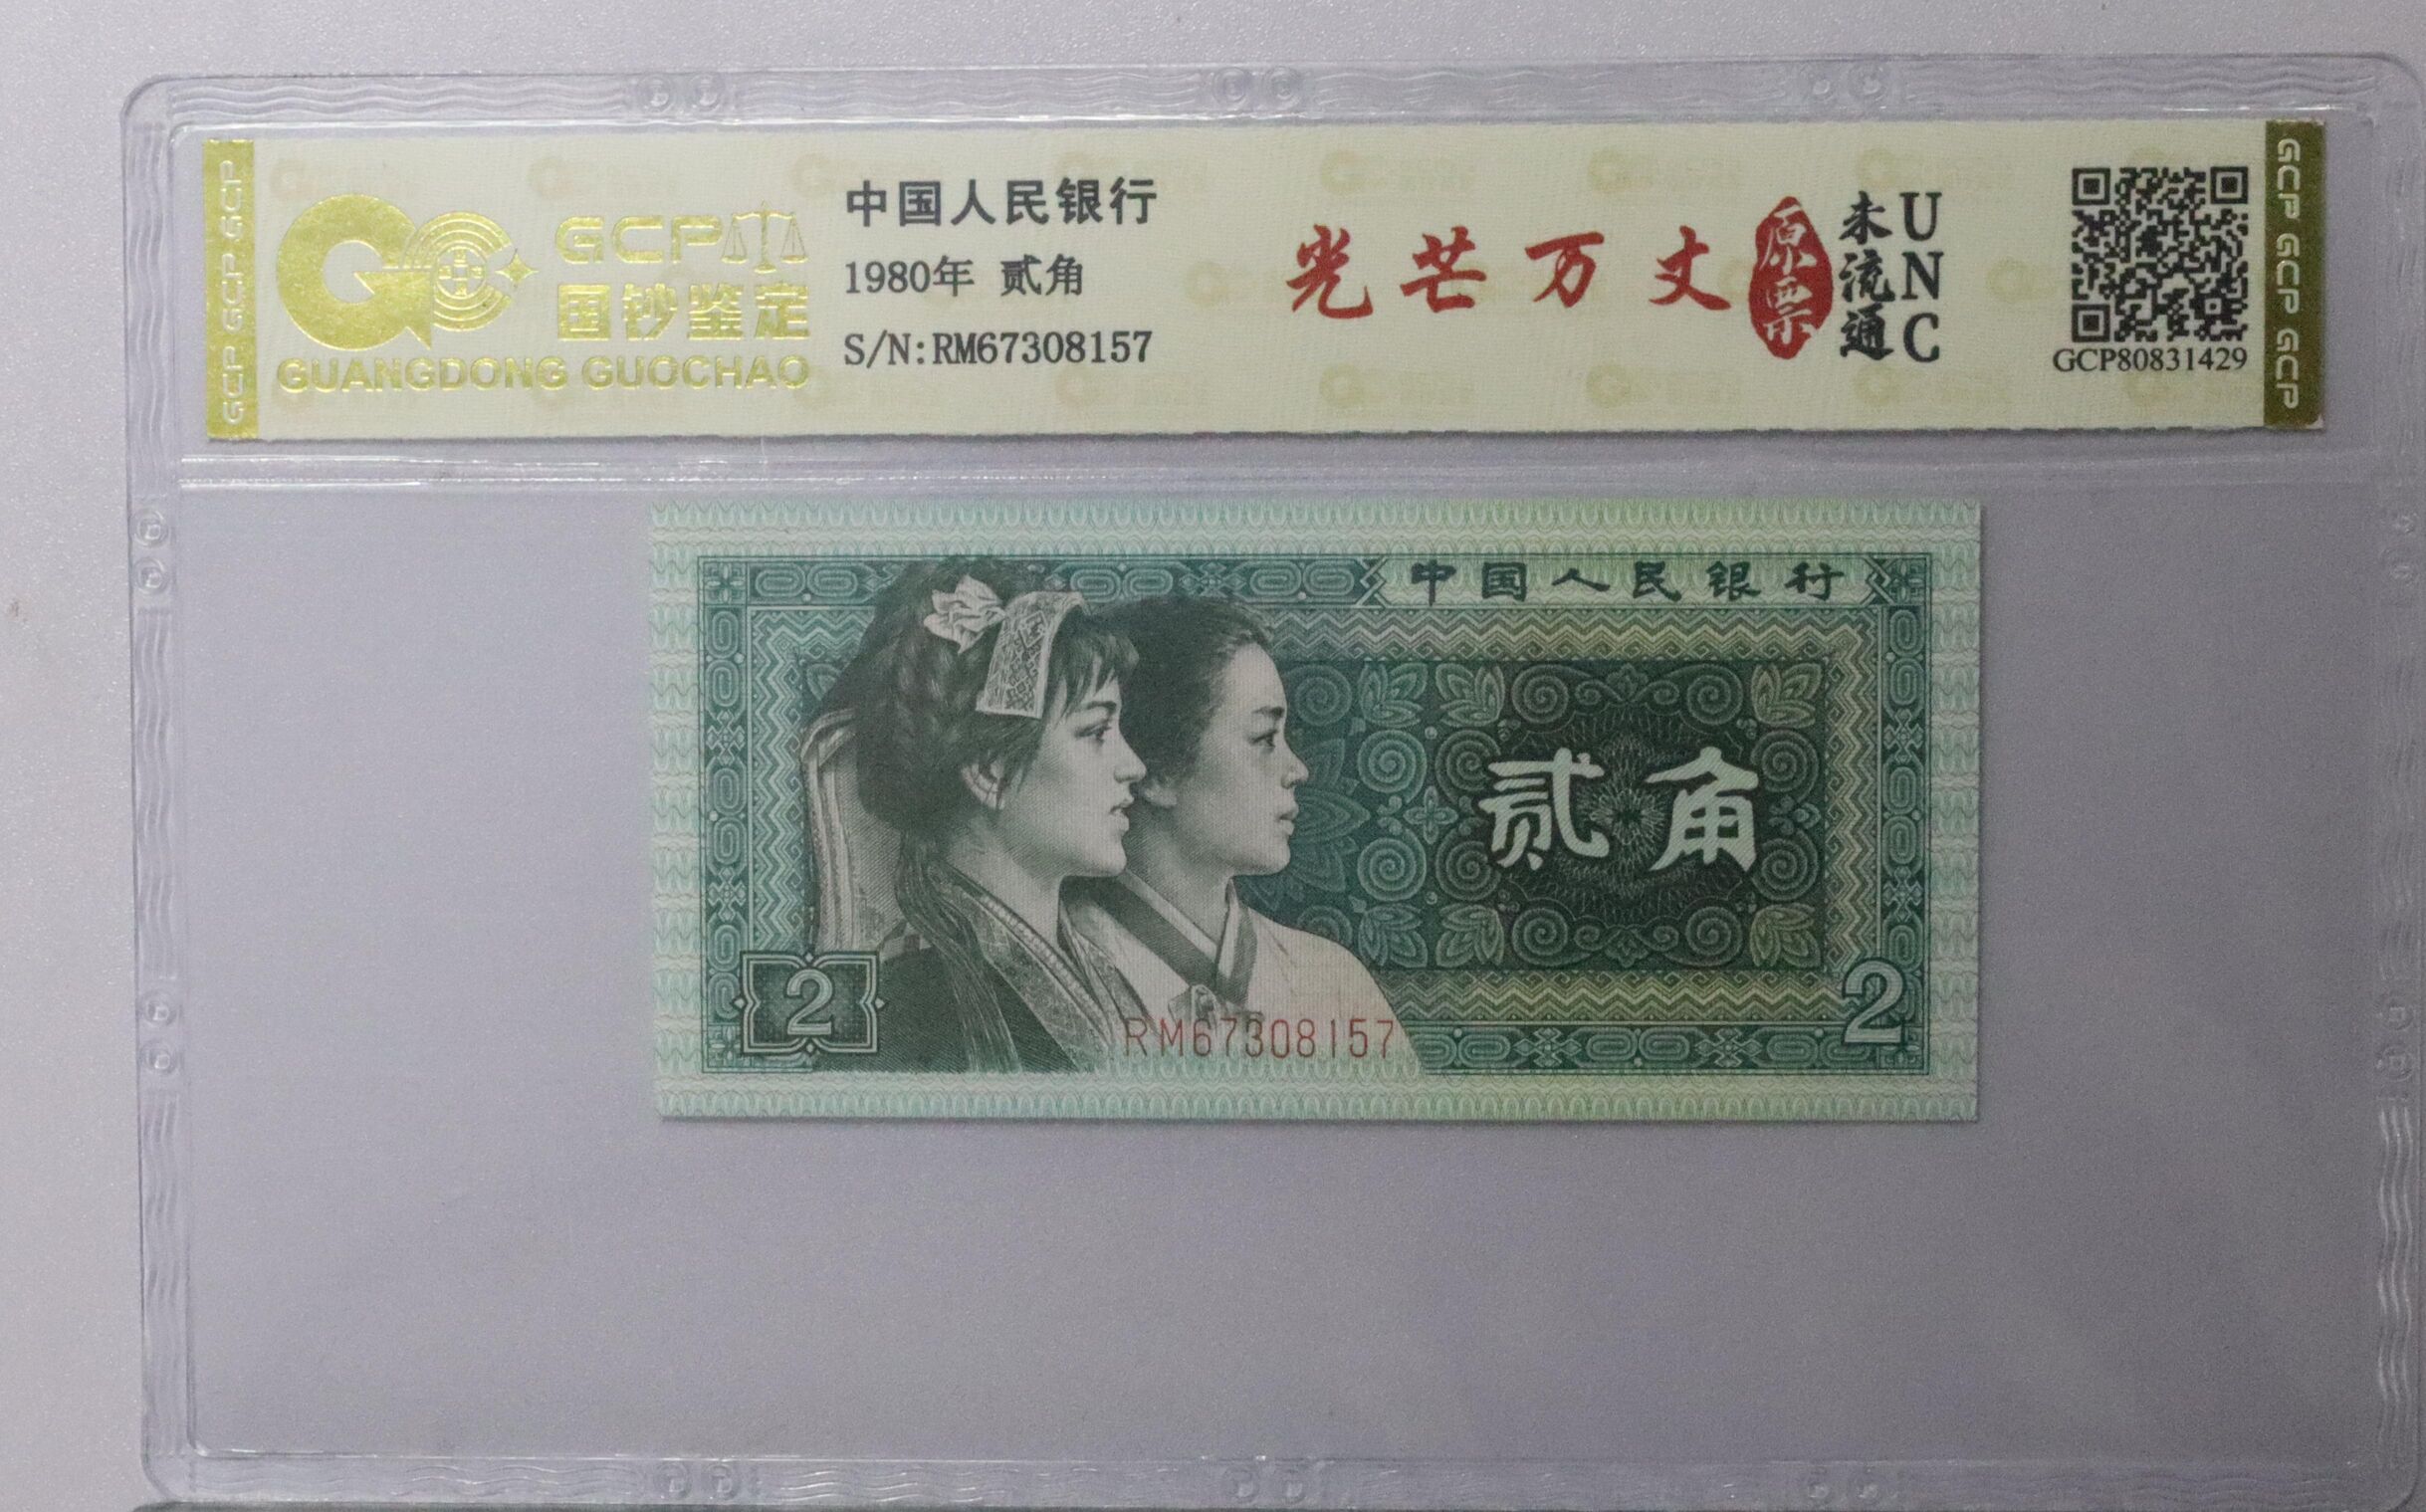 GCP GCP GCP
GCP
国钞鉴定
GUANGDONG GUOCHAO
中国人民银行
1980年 贰角
S/N:RM67308157
光芒万丈
原票
未流通
UNC
GCP80831429
GCP GCP GCP
中国人民银行
贰角
2
2
RM67308157